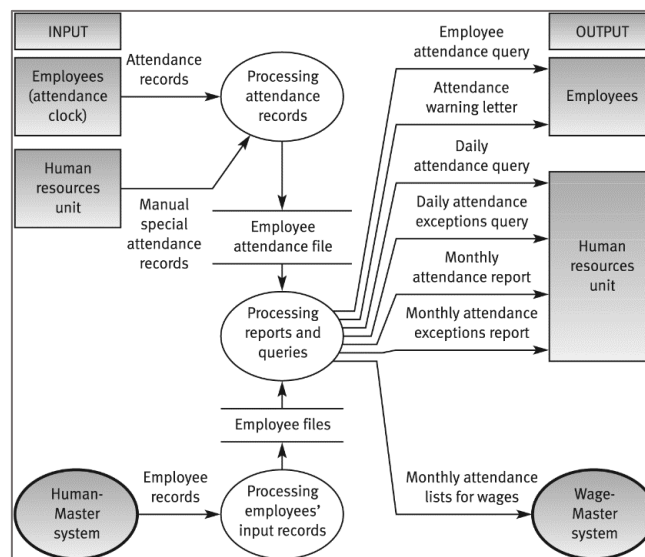 INPUT
OUTPUT
Employees
(attendance
clock)
Attendance
records
Processing
attendance
records
Employee
attendance query
Attendance
warning letter
Employees
Human
resources
unit
Manual
special
attendance
records
Employee
attendance file
Daily
attendance query
Daily attendance
exceptions query
Monthly
attendance report
Monthly attendance
exceptions report
Human
resources
unit
Processing
reports and
queries
Employee files
Human-
Master
system
Employee
records
Processing
employees’
input records
Monthly attendance
lists for wages
Wage-
Master
system